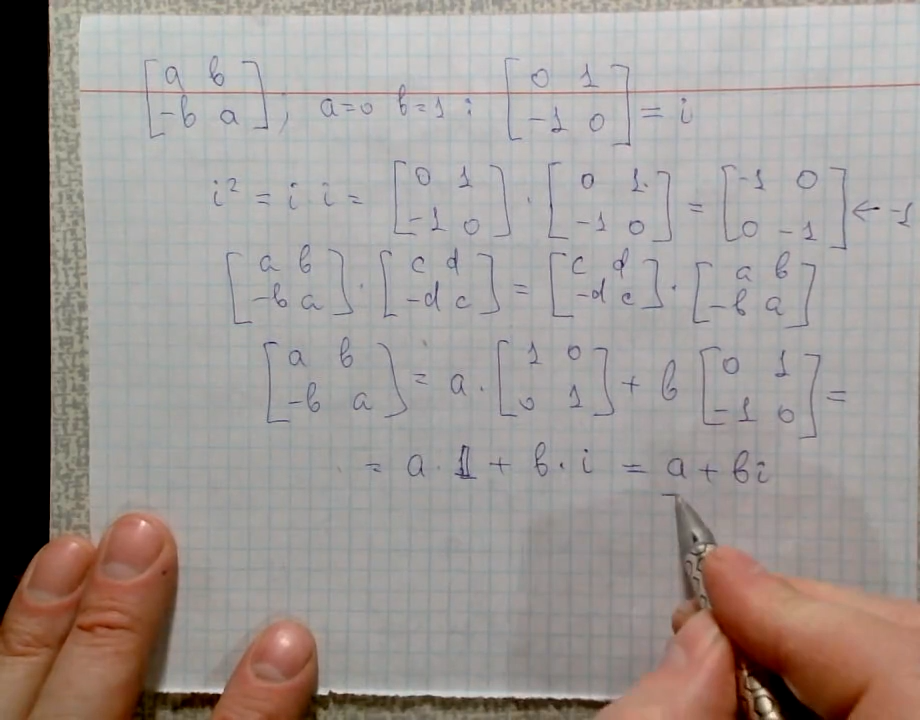 [a b; -b a] ; a=0 b=1 : [0 1; -1 0] = i
i² = i i = [0 1; -1 0] · [0 1; -1 0] = [-1 0; 0 -1] ← -1
[a b; -b a] · [c d; -d c] = [c d; -d c] · [a b; -b a]
[a b; -b a] = a · [1 0; 0 1] + b [0 1; -1 0] =
= a · 1 + b · i = a + bi